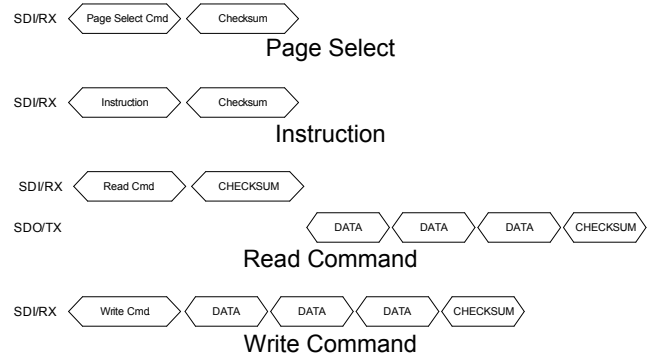 SDI/RX Page Select Cmd Checksum
Page Select
SDI/RX Instruction Checksum
Instruction
SDI/RX Read Cmd CHECKSUM
SDO/TX DATA DATA DATA CHECKSUM
Read Command
SDI/RX Write Cmd DATA DATA DATA CHECKSUM
Write Command